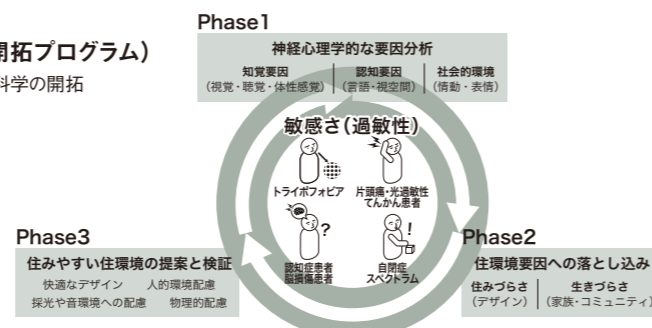 開拓プログラム)
科学の開拓
Phase1
神経心理学的な要因分析
知覚要因 認知要因 社会的環境
(視覚・聴覚・体性感覚) (言語・視空間) (情動・表情)
敏感さ(過敏性)
トライポフォビア
片頭痛・光過敏性
てんかん患者
?
!
認知症患者
脳損傷患者
自閉症
スペクトラム
Phase3
住みやすい住環境の提案と検証
快適なデザイン 人的環境配慮
採光や音環境への配慮 物理的配慮
Phase2
住環境要因への落とし込み
住みづらさ 生きづらさ
(デザイン) (家族・コミュニティ)